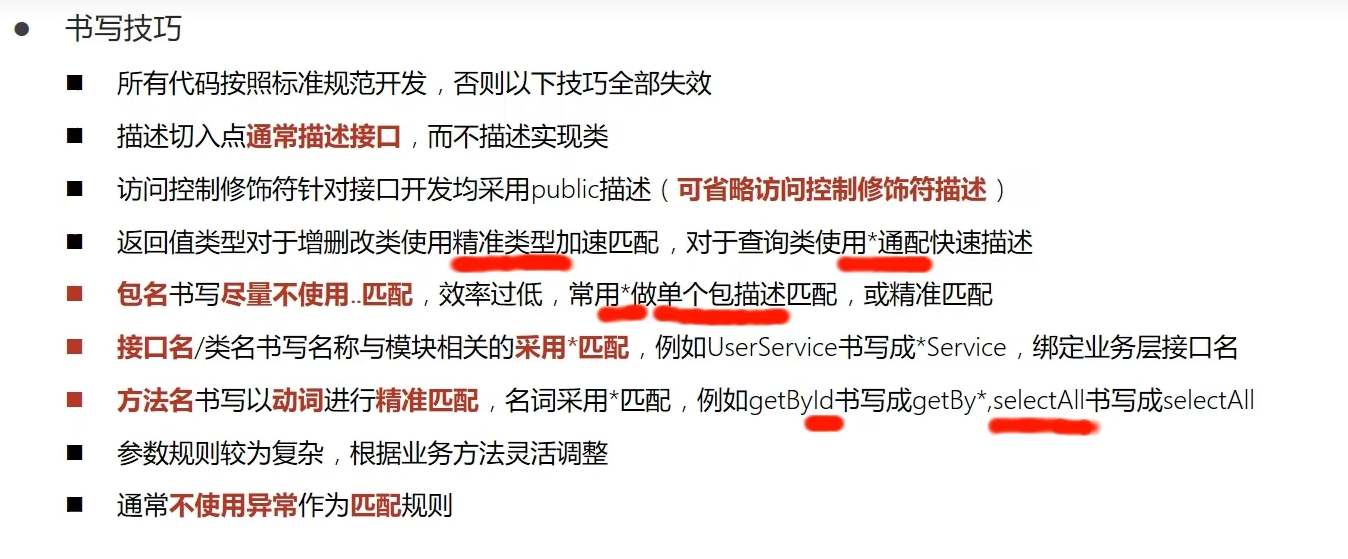 书写技巧
所有代码按照标准规范开发，否则以下技巧全部失效
描述切入点通常描述接口，而不描述实现类
访问控制修饰符针对接口开发均采用public描述（可省略访问控制修饰符描述）
返回值类型对于增删改类使用精准类型加速匹配，对于查询类使用*通配快速描述
包名书写尽量不使用..匹配，效率过低，常用*做单个包描述匹配，或精准匹配
接口名/类名书写名称与模块相关的采用*匹配，例如UserService书写成*Service，绑定业务层接口名
方法名书写以动词进行精准匹配，名词采用*匹配，例如getById书写成getBy*,selectAll书写成selectAll
参数规则较为复杂，根据业务方法灵活调整
通常不使用异常作为匹配规则